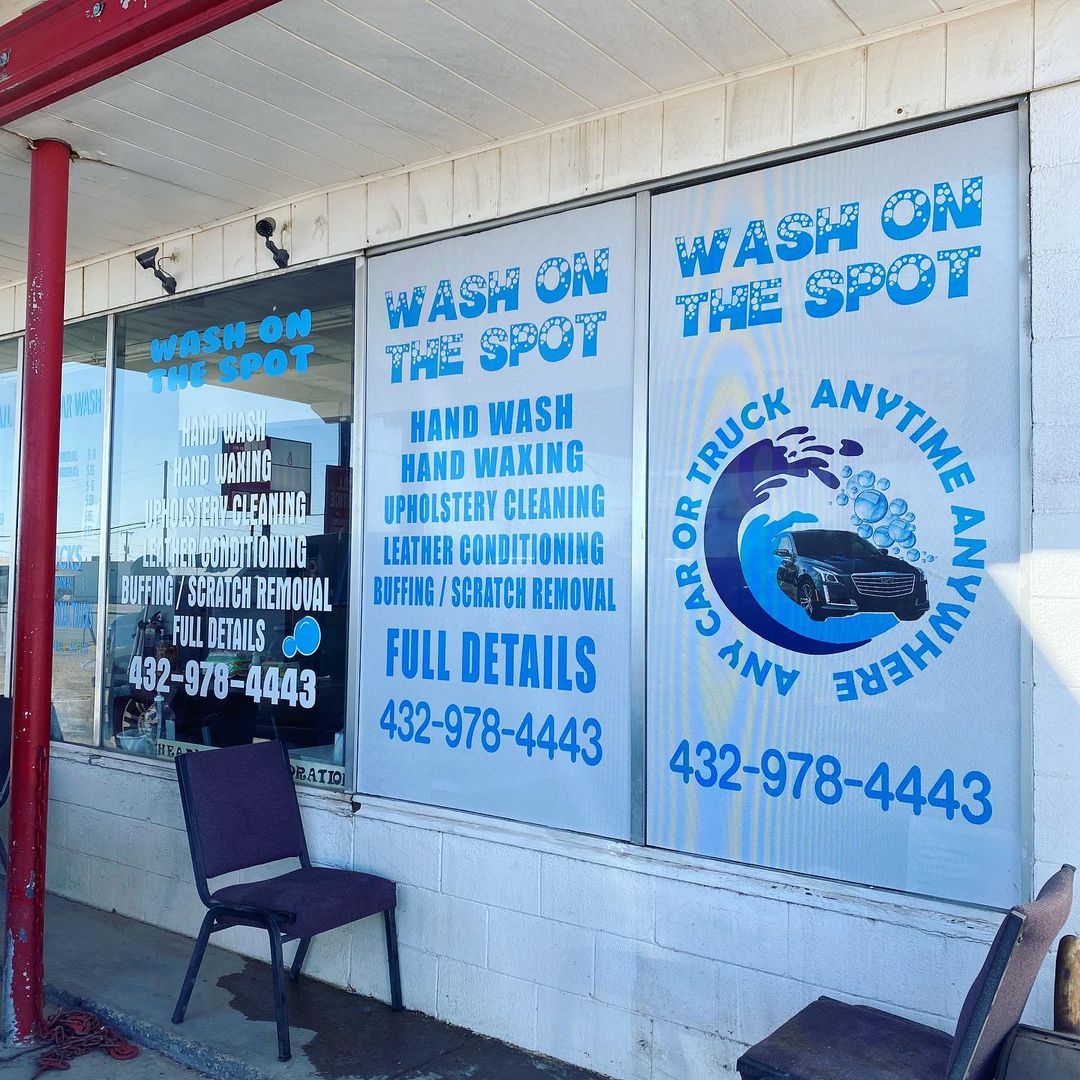 WASH ON
THE SPOT
HAND WASH
HAND WAXING
UPHOLSTERY CLEANING
LEATHER CONDITIONING
BUFFING / SCRATCH REMOVAL
FULL DETAILS
432-978-4443
WASH ON
THE SPOT
HAND WASH
HAND WAXING
UPHOLSTERY CLEANING
LEATHER CONDITIONING
BUFFING / SCRATCH REMOVAL
FULL DETAILS
432-978-4443
WASH ON
THE SPOT
ANY CAR OR TRUCK ANYTIME ANYWHERE
432-978-4443